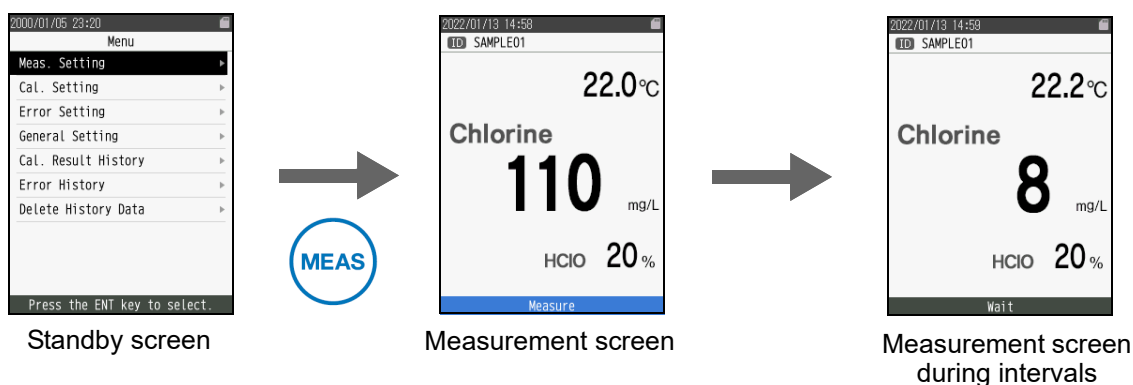 2000/01/05 23:20
Menu
Meas. Setting
Cal. Setting
Error Setting
General Setting
Cal. Result History
Error History
Delete History Data
Press the ENT key to select.
Standby screen
MEAS
2022/01/13 14:58
ID SAMPLE01
22.0℃
Chlorine
110 mg/L
HClO 20 %
Measure
Measurement screen
2022/01/13 14:59
ID SAMPLE01
22.2℃
Chlorine
8 mg/L
HClO 20 %
Wait
Measurement screen
during intervals